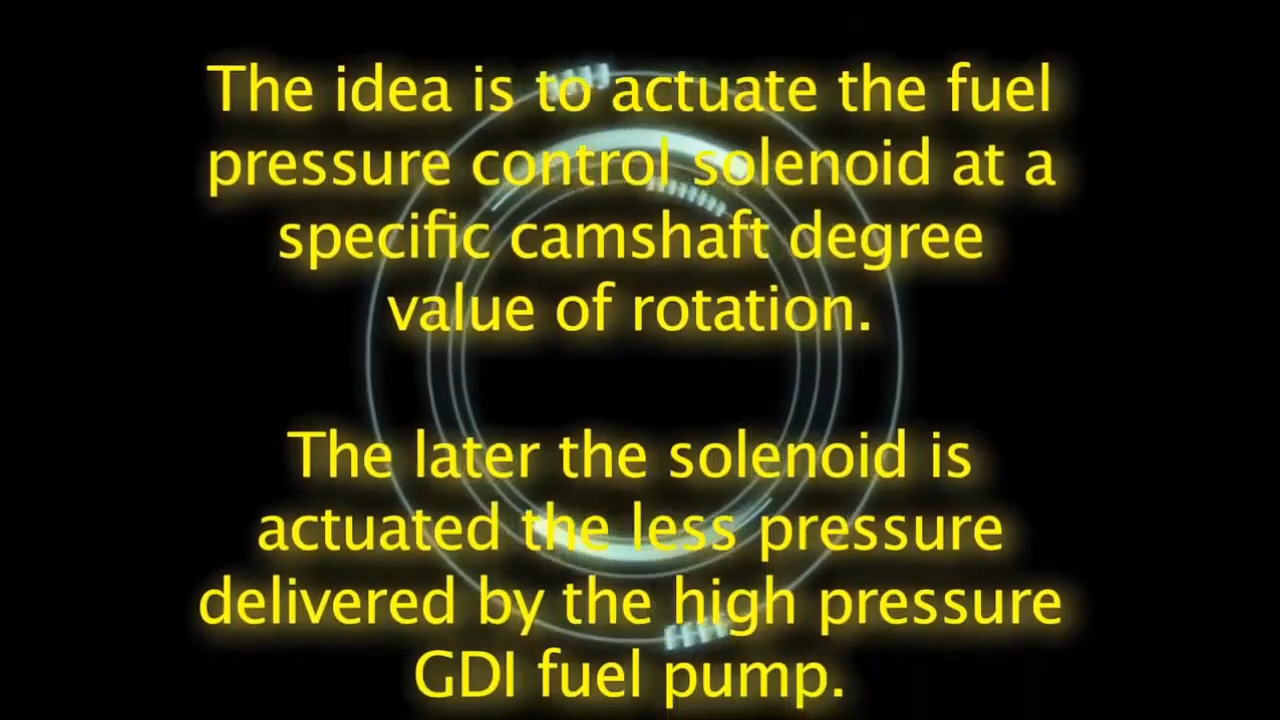 The idea is to actuate the fuel
pressure control solenoid at a
specific camshaft degree
value of rotation.
The later the solenoid is
actuated the less pressure
delivered by the high pressure
GDI fuel pump.